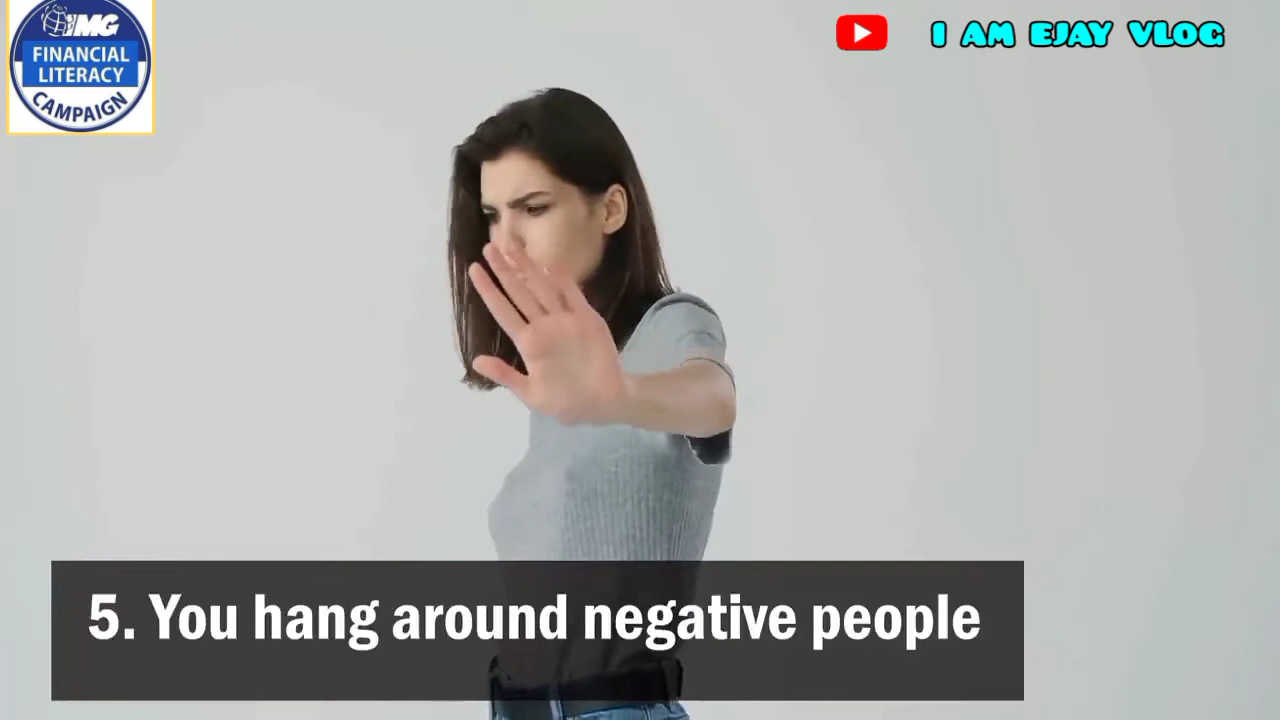 IMG
FINANCIAL
LITERACY
CAMPAIGN
I AM EJAY VLOG
5. You hang around negative people